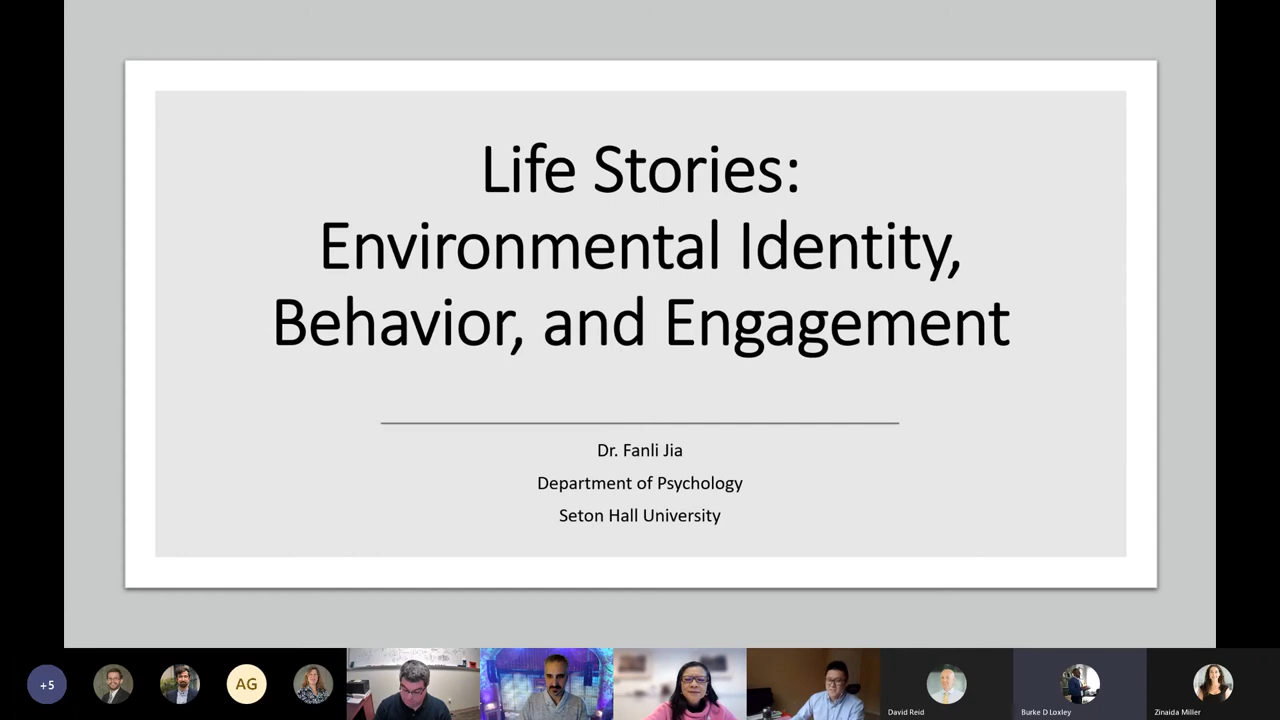 Life Stories:
Environmental Identity,
Behavior, and Engagement
Dr. Fanli Jia
Department of Psychology
Seton Hall University
+5
AG
David Reid
Burke D Loxley
Zinaida Miller